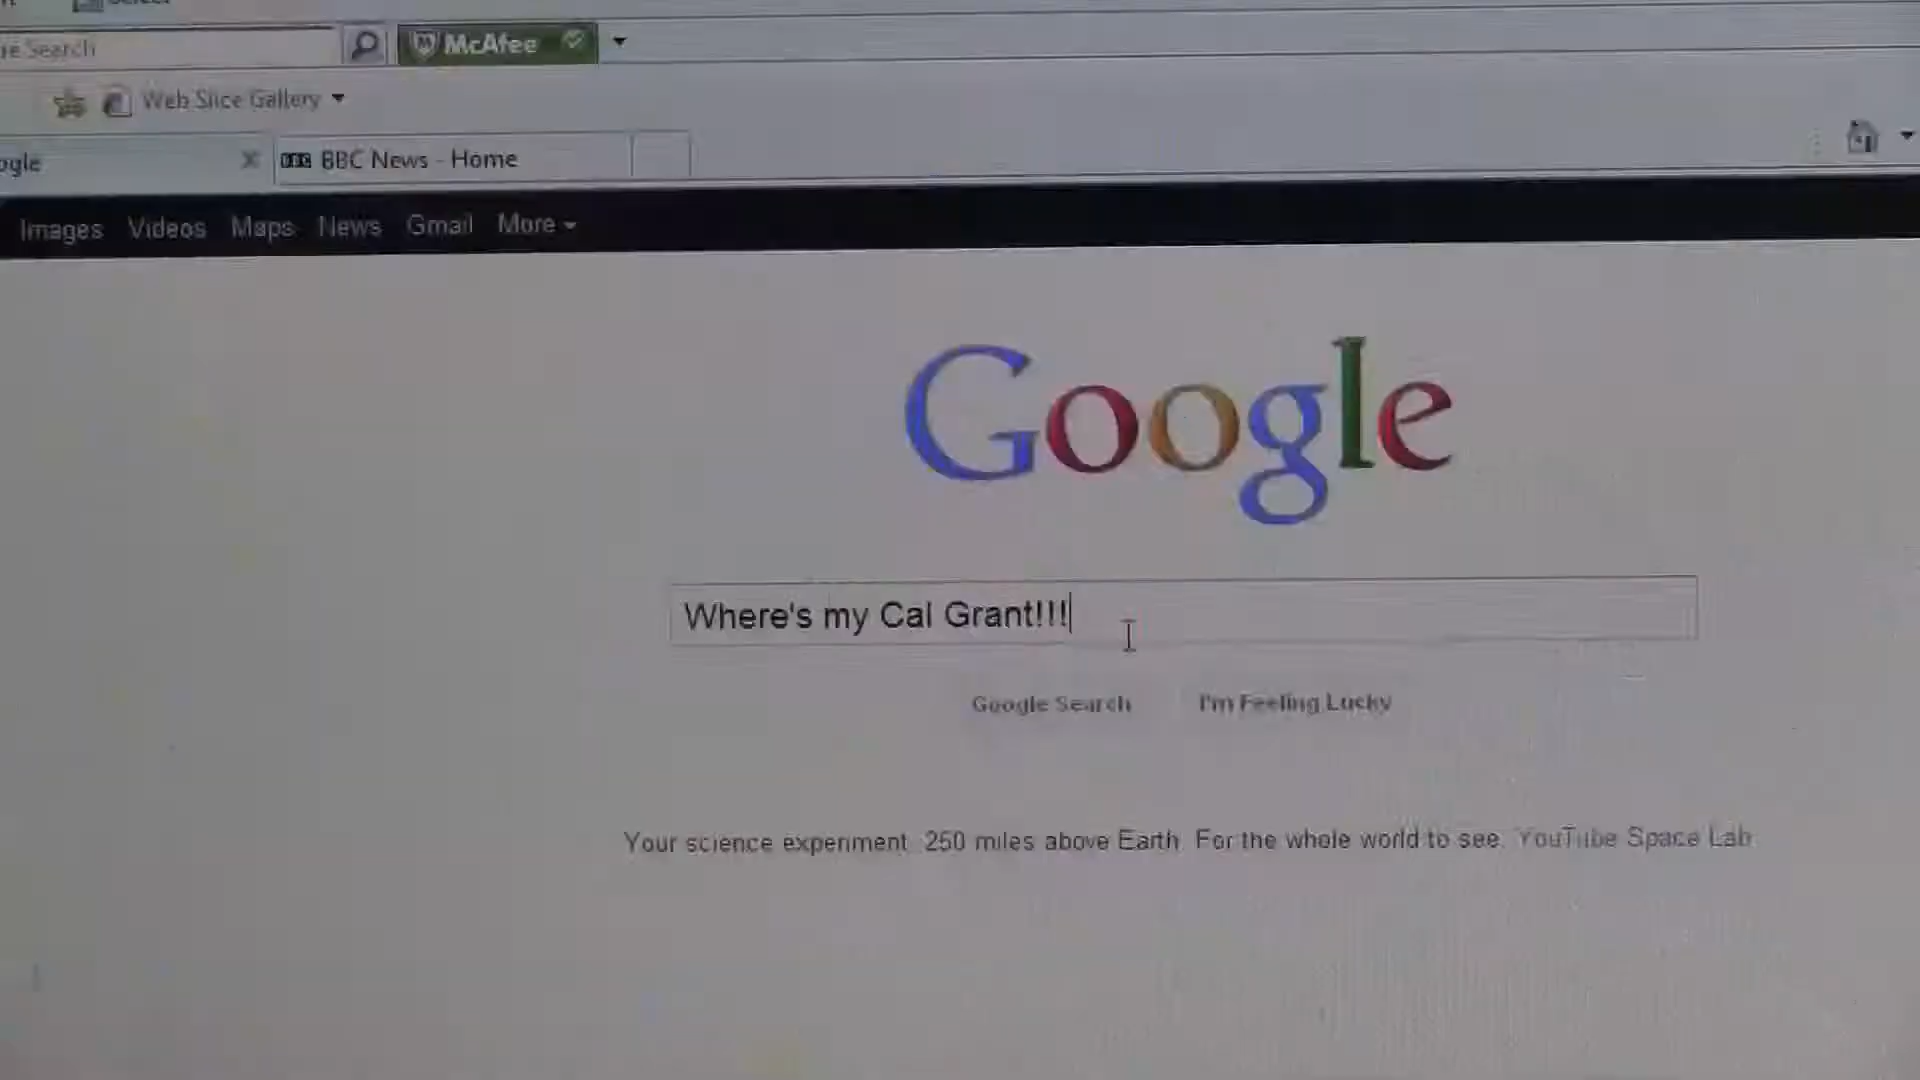 Search
McAfee
Web Slice Gallery
BBC News - Home
Images Videos Maps News Gmail More
Google
Where's my Cal Grant!!!
Google Search I'm Feeling Lucky
Your science experiment. 250 miles above Earth. For the whole world to see. YouTube Space Lab